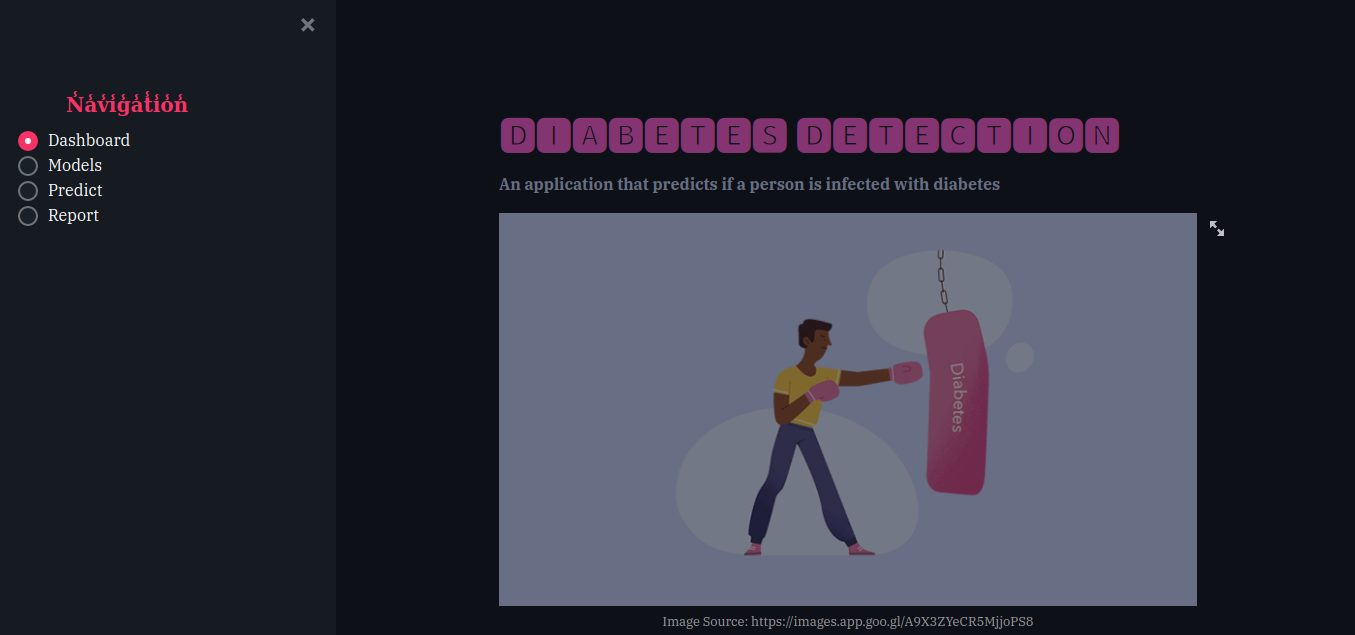 Navigation
Dashboard
Models
Predict
Report
DIABETES DETECTION
An application that predicts if a person is infected with diabetes
Diabetes
Image Source: https://images.app.goo.gl/A9X3ZYeCR5MjjoPS8